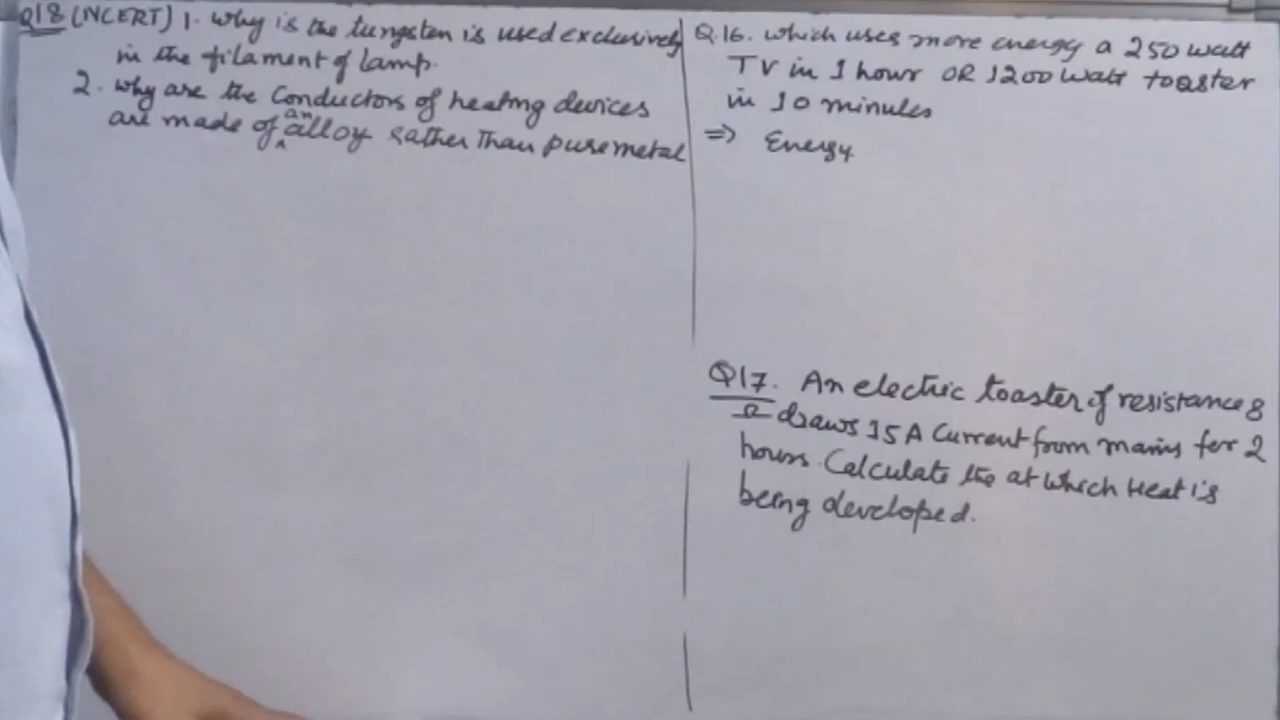 Q18 (NCERT) 1. Why is the tungsten is used exclusively
in the filament of lamp.
2. why are the conductors of heating devices
are made of an alloy rather than pure metal
Q.16. which uses more energy a 250 watt
TV in 1 hour OR 1200 watt toaster
in 10 minutes
⇒ Energy
Q17. An electric toaster of resistance 8
Ω draws 15 A current from mains for 2
hours. Calculate the at which Heat is
being developed.